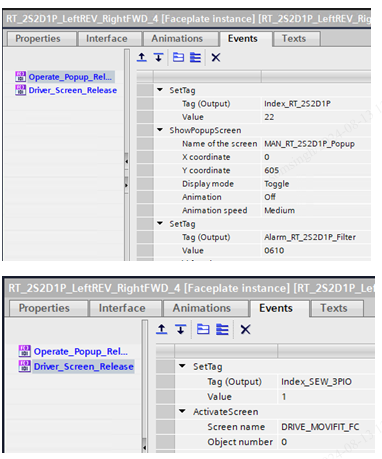 RT_2S2D1P_LeftREV_RightFWD_4 [Faceplate instance] [RT_2S2D1P_LeftREV_Rig
Properties Interface Animations Events Texts
Operate_Popup_Rel...
Driver_Screen_Release
SetTag
Tag (Output) Index_RT_2S2D1P
Value 22
ShowPopupScreen
Name of the screen MAN_RT_2S2D1P_Popup
X coordinate 0
Y coordinate 605
Display mode Toggle
Animation Off
Animation speed Medium
SetTag
Tag (Output) Alarm_RT_2S2D1P_Filter
Value 0610
RT_2S2D1P_LeftREV_RightFWD_4 [Faceplate instance] [RT_2S2D1P_Lef
Properties Interface Animations Events Texts
Operate_Popup_Rel...
Driver_Screen_Release
SetTag
Tag (Output) Index_SEW_3PIO
Value 1
ActivateScreen
Screen name DRIVE_MOVIFIT_FC
Object number 0